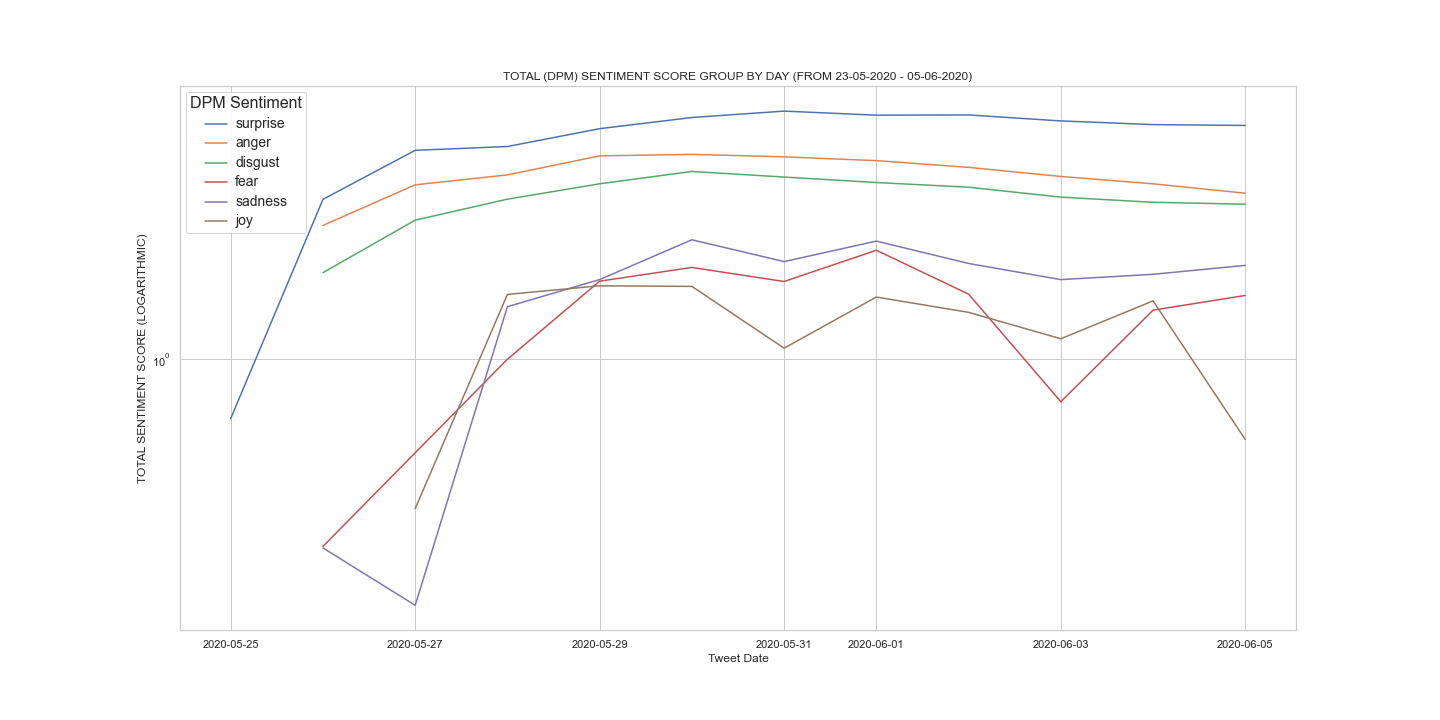 TOTAL (DPM) SENTIMENT SCORE GROUP BY DAY (FROM 23-05-2020 - 05-06-2020)
DPM Sentiment
surprise
anger
disgust
fear
sadness
joy
TOTAL SENTIMENT SCORE (LOGARITHMIC)
10⁰
2020-05-25 2020-05-27 2020-05-29 2020-05-31 2020-06-01 2020-06-03 2020-06-05
Tweet Date